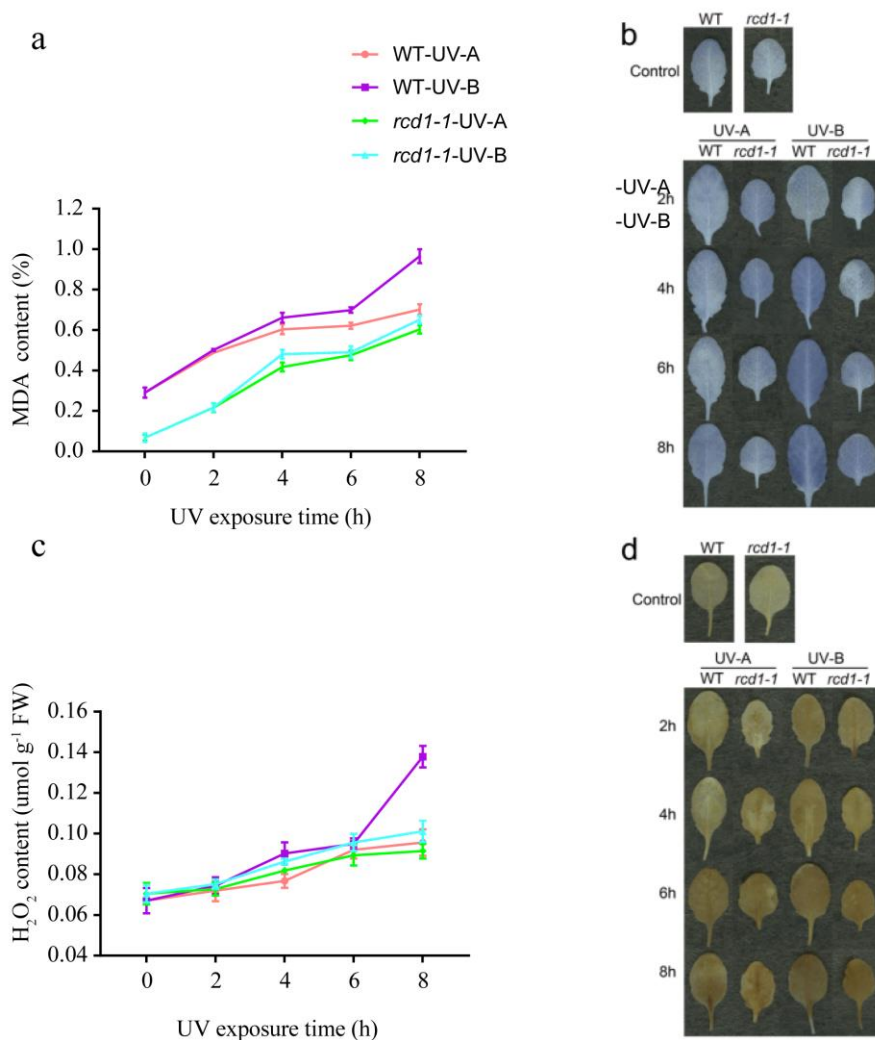 a
WT-UV-A
WT-UV-B
rcd1-1-UV-A
rcd1-1-UV-B
1.2
1.0
0.8
0.6
0.4
0.2
0.0
MDA content (%)
0 2 4 6 8
UV exposure time (h)
b
WT rcd1-1
Control
UV-A UV-B
WT rcd1-1 WT rcd1-1
-UV-A
2h
-UV-B
4h
6h
8h
c
0.16
0.14
0.12
0.10
0.08
0.06
0.04
H₂O₂ content (umol g⁻¹ FW)
0 2 4 6 8
UV exposure time (h)
d
WT rcd1-1
Control
UV-A UV-B
WT rcd1-1 WT rcd1-1
2h
4h
6h
8h